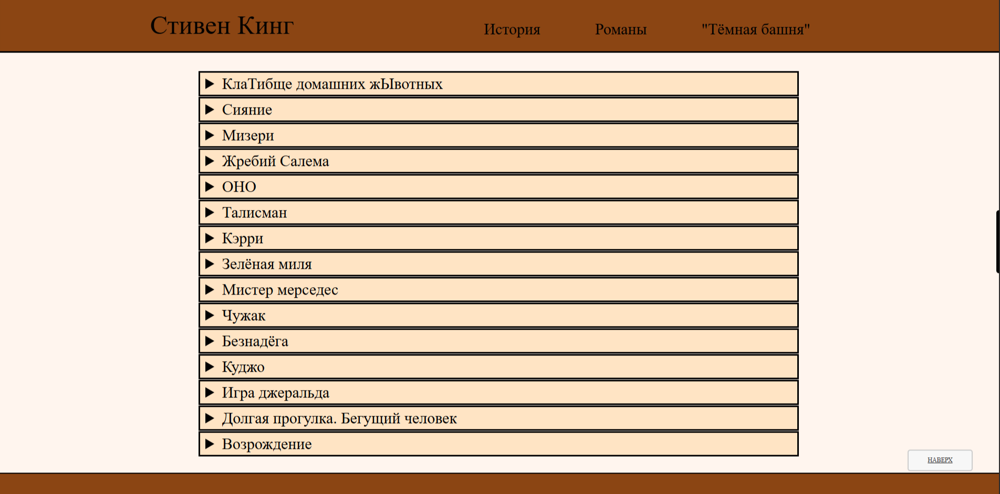 Стивен Кинг
История
Романы
"Тёмная башня"
КлаТибще домашних жЫвотных
Сияние
Мизери
Жребий Салема
ОНО
Талисман
Кэрри
Зелёная миля
Мистер мерседес
Чужак
Безнадёга
Куджо
Игра джеральда
Долгая прогулка. Бегущий человек
Возрождение
НАВЕРХ